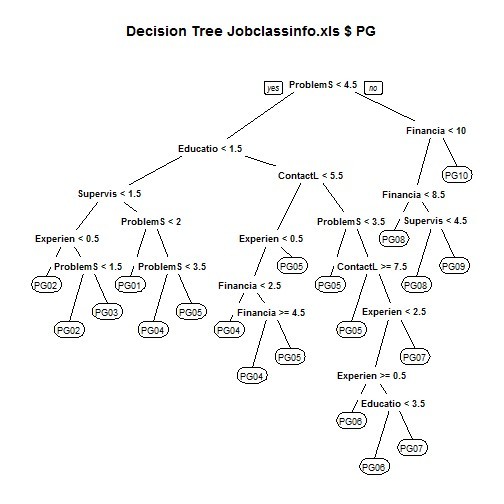 Decision Tree Jobclassinfo.xls $ PG
yes ProblemS < 4.5 no
Financia < 10
Educatio < 1.5
PG10
ContactL < 5.5
Supervis < 1.5
Financia < 8.5
ProblemS < 2
ProblemS < 3.5
Supervis < 4.5
Experien < 0.5
Experien < 0.5
PG08
ProblemS < 1.5
ProblemS < 3.5
PG05
ContactL >= 7.5
PG09
PG02
PG01
Financia < 2.5
PG05
PG08
PG03
PG05
Financia >= 4.5
Experien < 2.5
PG02
PG04
PG04
PG05
PG05
PG07
PG04
Experien >= 0.5
Educatio < 3.5
PG06
PG07
PG06